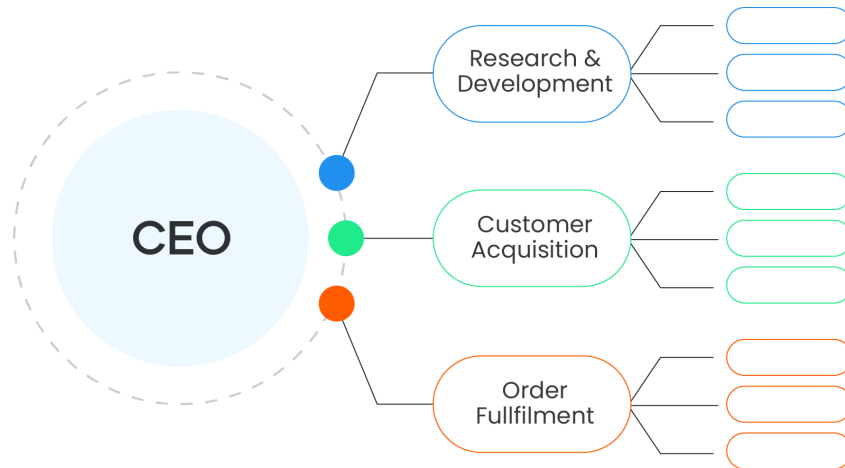 CEO
Research &
Development
Customer
Acquisition
Order
Fullfilment